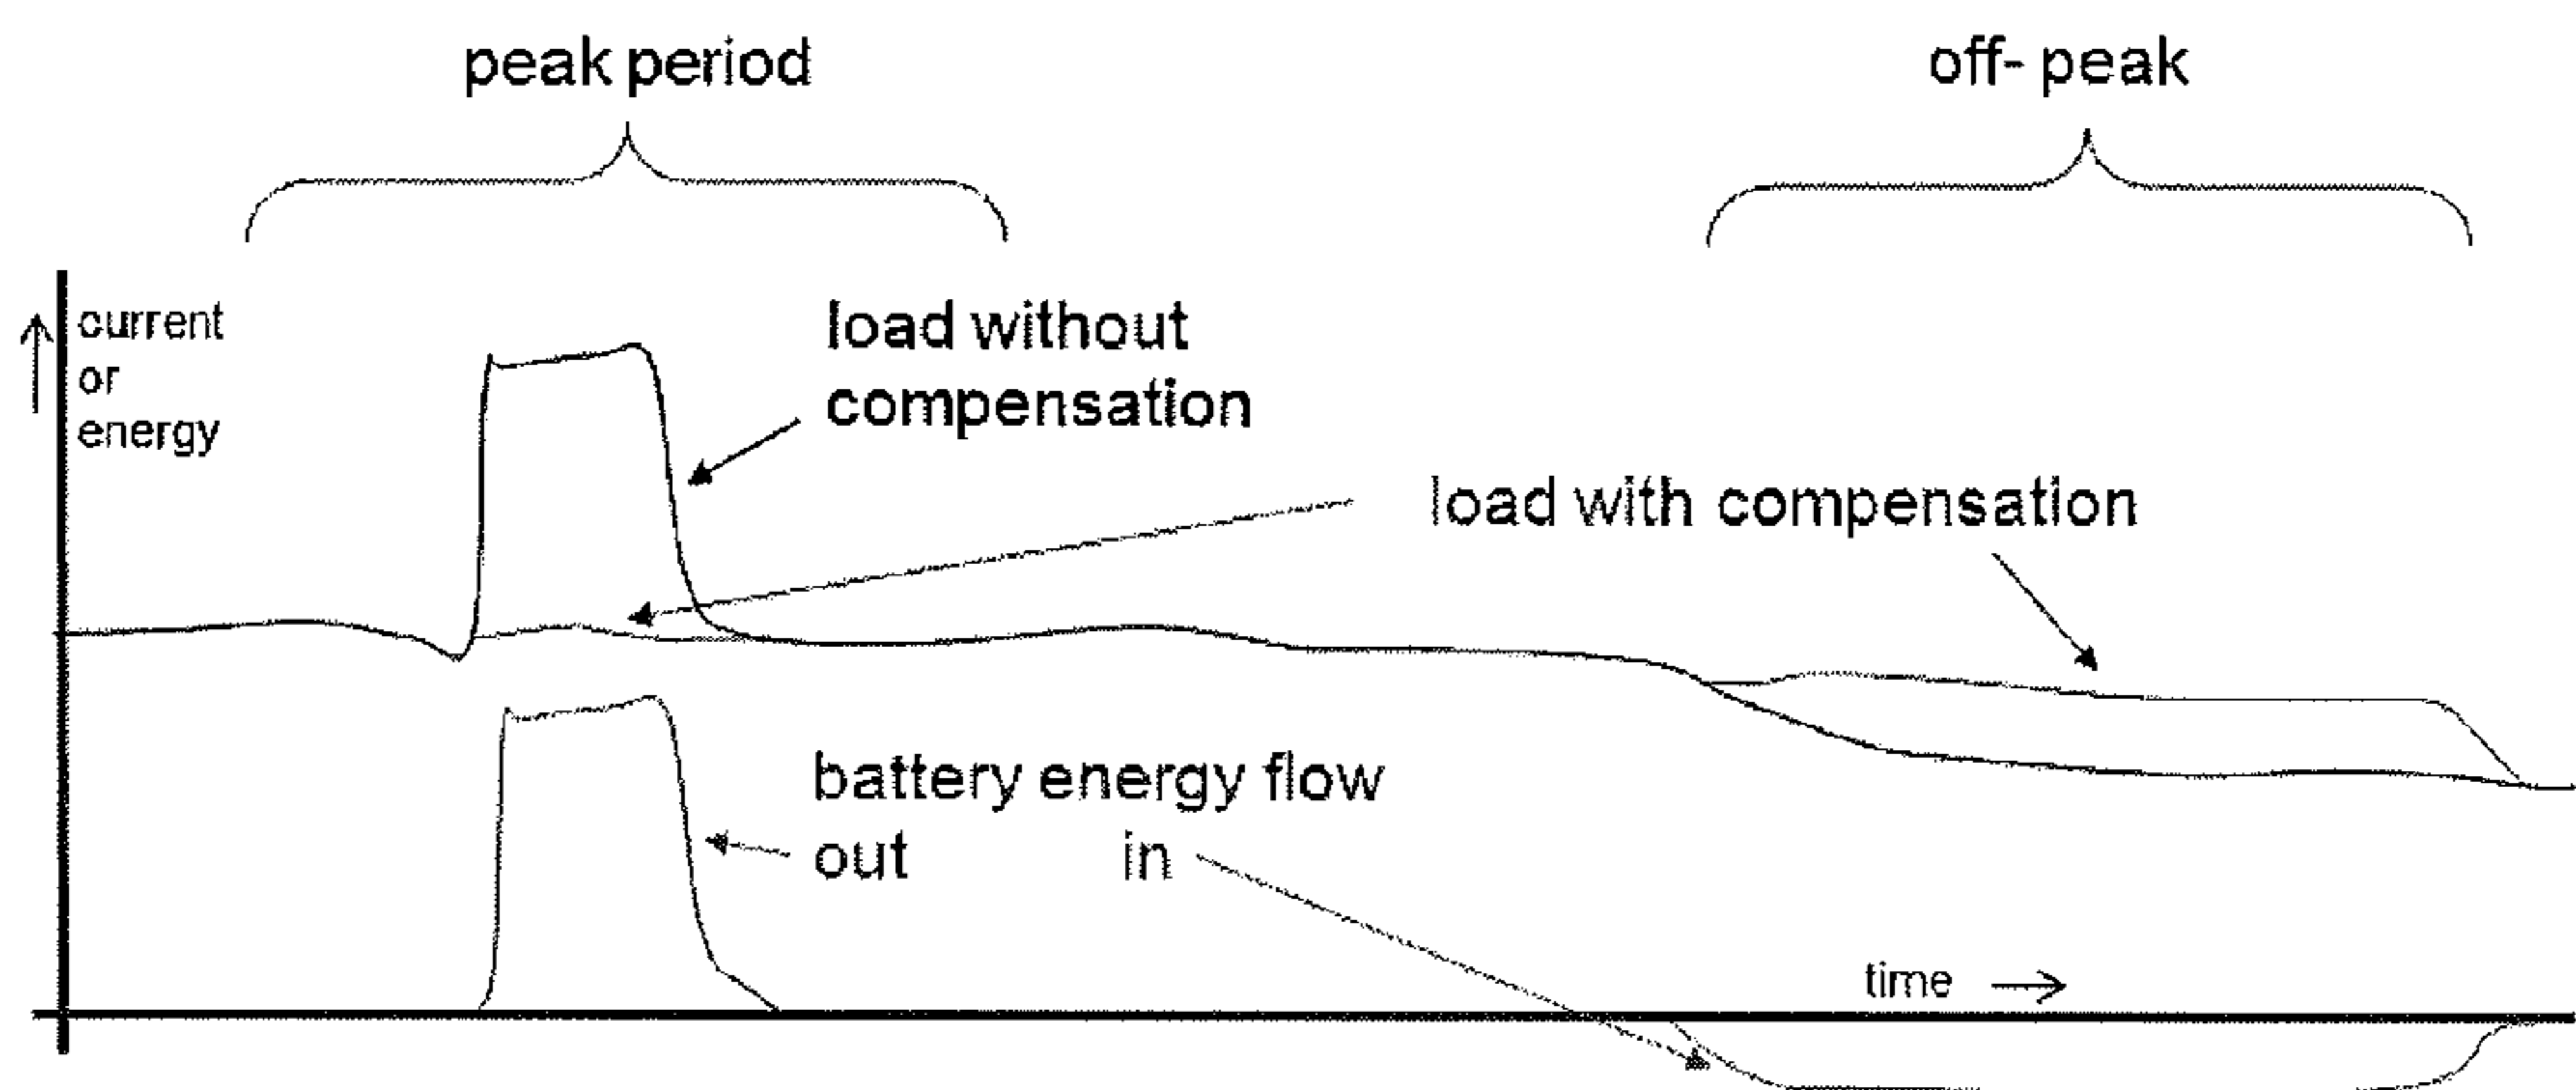 peak period
off- peak
current
or
energy
load without
compensation
load with compensation
battery energy flow
out in
time